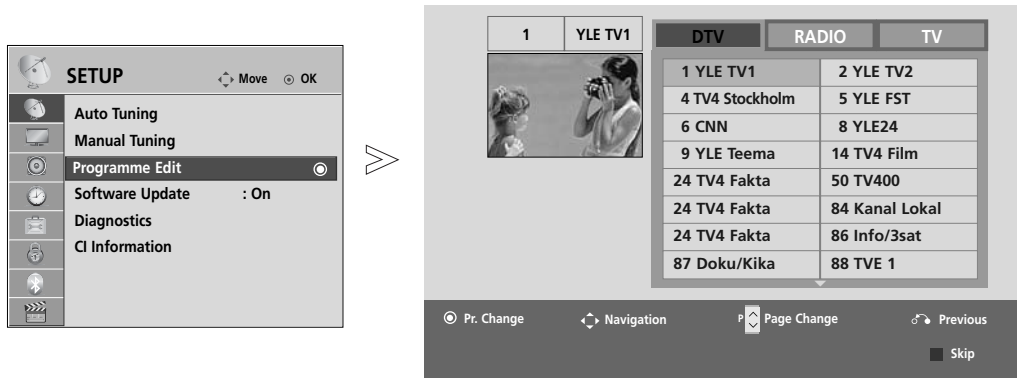 SETUP Move OK
Auto Tuning
Manual Tuning
Programme Edit
Software Update : On
Diagnostics
CI Information
1 YLE TV1
DTV RADIO TV
1 YLE TV1 2 YLE TV2
4 TV4 Stockholm 5 YLE FST
6 CNN 8 YLE24
9 YLE Teema 14 TV4 Film
24 TV4 Fakta 50 TV400
24 TV4 Fakta 84 Kanal Lokal
24 TV4 Fakta 86 Info/3sat
87 Doku/Kika 88 TVE 1
Pr. Change Navigation P Page Change Previous
Skip